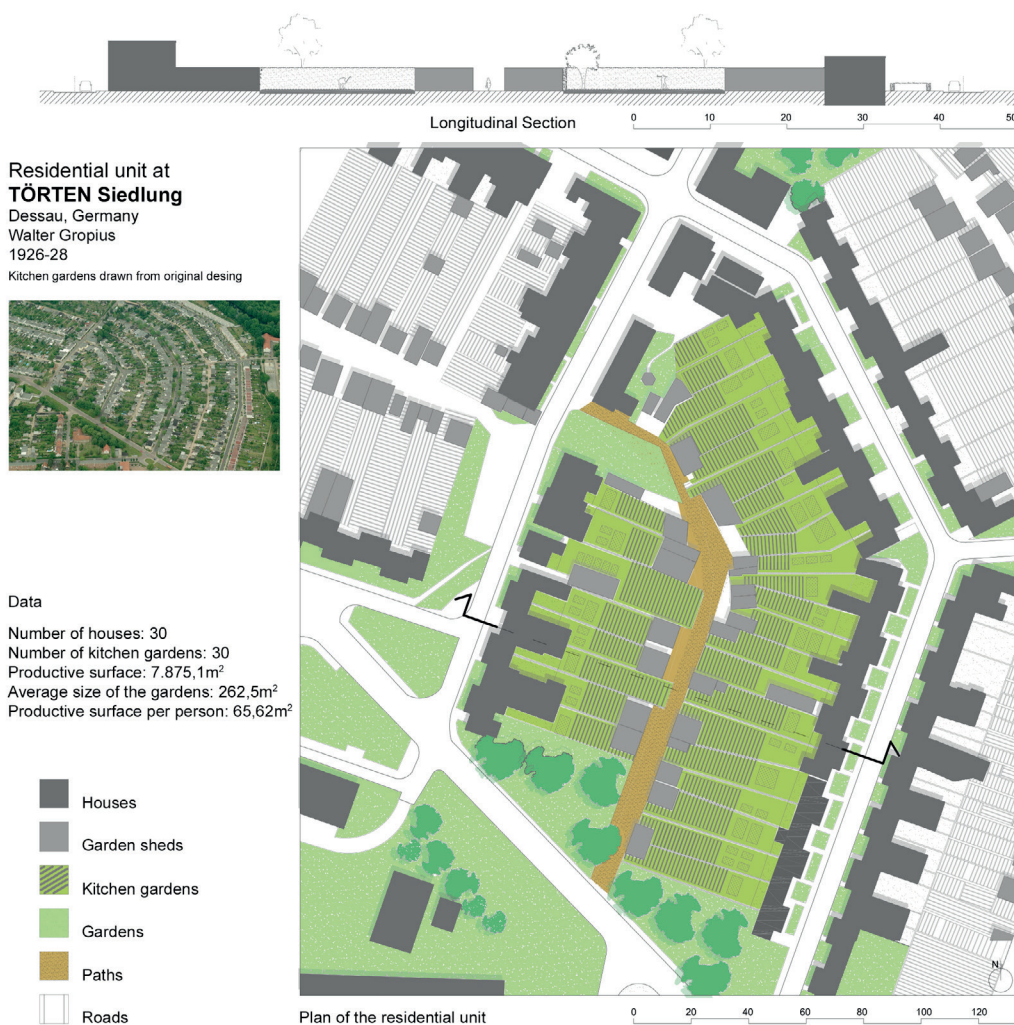 Longitudinal Section
0 10 20 30 40 50
Residential unit at
TÖRTEN Siedlung
Dessau, Germany
Walter Gropius
1926-28
Kitchen gardens drawn from original desing
Data
Number of houses: 30
Number of kitchen gardens: 30
Productive surface: 7.875,1m²
Average size of the gardens: 262,5m²
Productive surface per person: 65,62m²
Houses
Garden sheds
Kitchen gardens
Gardens
Paths
Roads
N
Plan of the residential unit
0 20 40 60 80 100 120